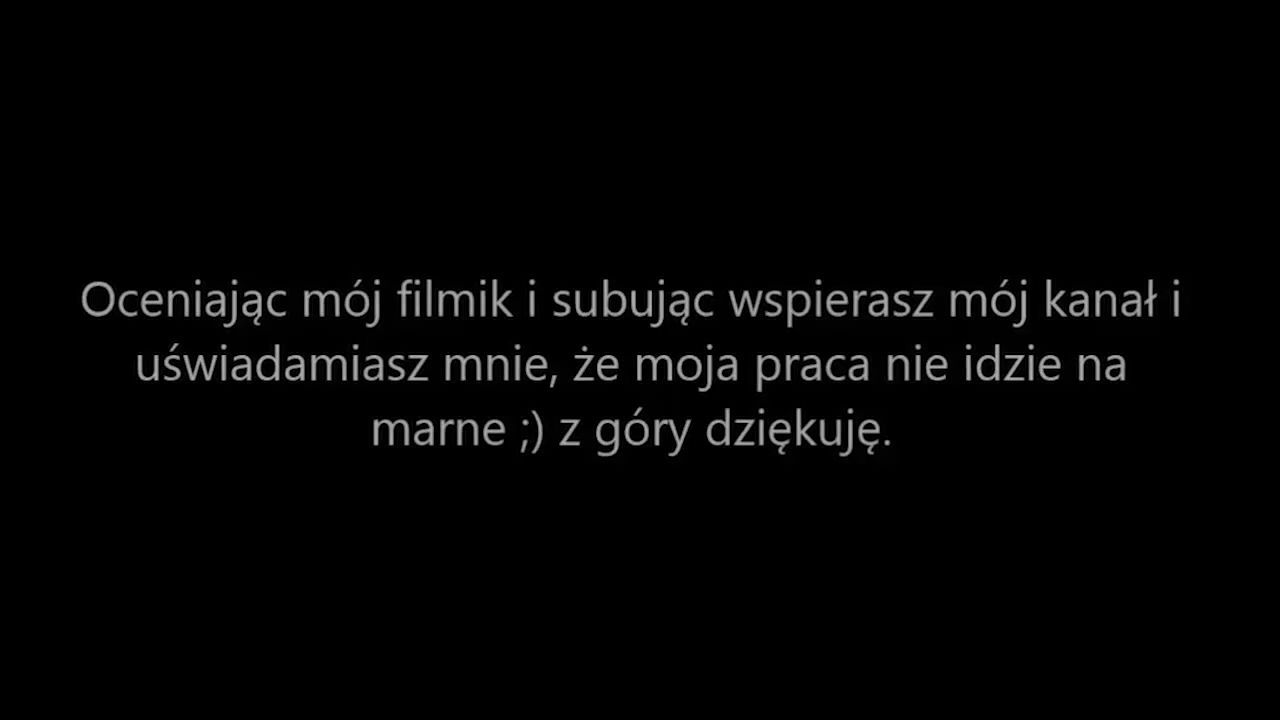 Oceniając mój filmik i subując wspierasz mój kanał i
uświadamiasz mnie, że moja praca nie idzie na
marne ;) z góry dziękuję.